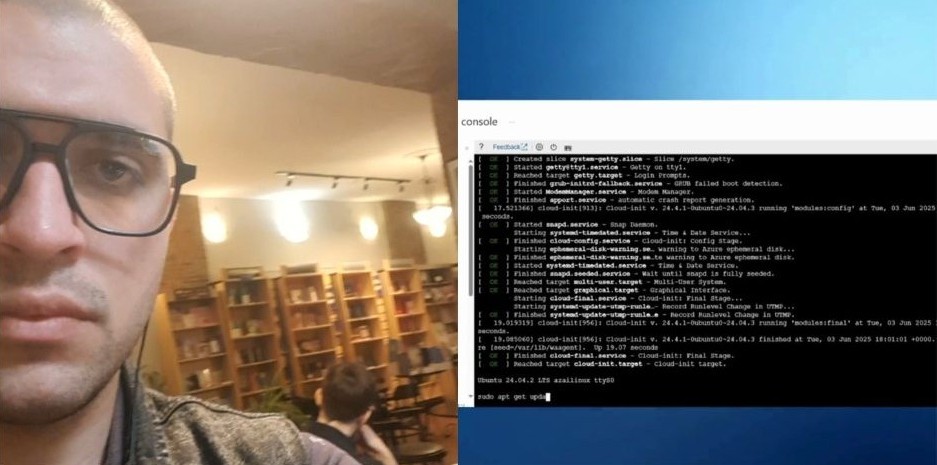 console
? Feedback
[ OK ] Created slice system-getty.slice - Slice /system/getty.
[ OK ] Started getty@tty1.service - Getty on tty1.
[ OK ] Reached target getty.target - Login Prompts.
[ OK ] Finished grub-initrd-fallback.service - GRUB failed boot detection.
[ OK ] Started ModemManager.service - Modem Manager.
[ OK ] Finished apport.service - automatic crash report generation.
[ 17.521366] cloud-init[913]: Cloud-init v. 24.4.1-0ubuntu0~24.04.3 running 'modules:config' at Tue, 03 Jun 2025
seconds.
[ OK ] Started snapd.service - Snap Daemon.
Starting systemd-timedated.service - Time & Date Service...
[ OK ] Finished cloud-config.service - Cloud-init: Config Stage.
Starting ephemeral-disk-warning.se… warning to Azure ephemeral disk...
[ OK ] Finished ephemeral-disk-warning.se…te warning to Azure ephemeral disk.
[ OK ] Started systemd-timedated.service - Time & Date Service.
[ OK ] Finished snapd.seeded.service - Wait until snapd is fully seeded.
[ OK ] Reached target multi-user.target - Multi-User System.
[ OK ] Reached target graphical.target - Graphical Interface.
Starting cloud-final.service - Cloud-init: Final Stage...
Starting systemd-update-utmp-runle…- Record Runlevel Change in UTMP...
[ OK ] Finished systemd-update-utmp-runle…e - Record Runlevel Change in UTMP.
[ 19.019319] cloud-init[956]: Cloud-init v. 24.4.1-0ubuntu0~24.04.3 running 'modules:final' at Tue, 03 Jun 2025
seconds.
[ 19.085060] cloud-init[956]: Cloud-init v. 24.4.1-0ubuntu0~24.04.3 finished at Tue, 03 Jun 2025 18:01:01 +0000.
re [seed=/var/lib/waagent]. Up 19.07 seconds
[ OK ] Finished cloud-final.service - Cloud-init: Final Stage.
[ OK ] Reached target cloud-init.target - Cloud-init target.
Ubuntu 24.04.2 LTS azallinux ttyS0
sudo apt get upda